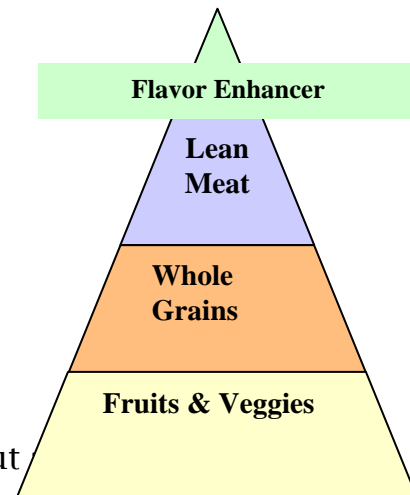 Flavor Enhancer
Lean
Meat
Whole
Grains
Fruits & Veggies